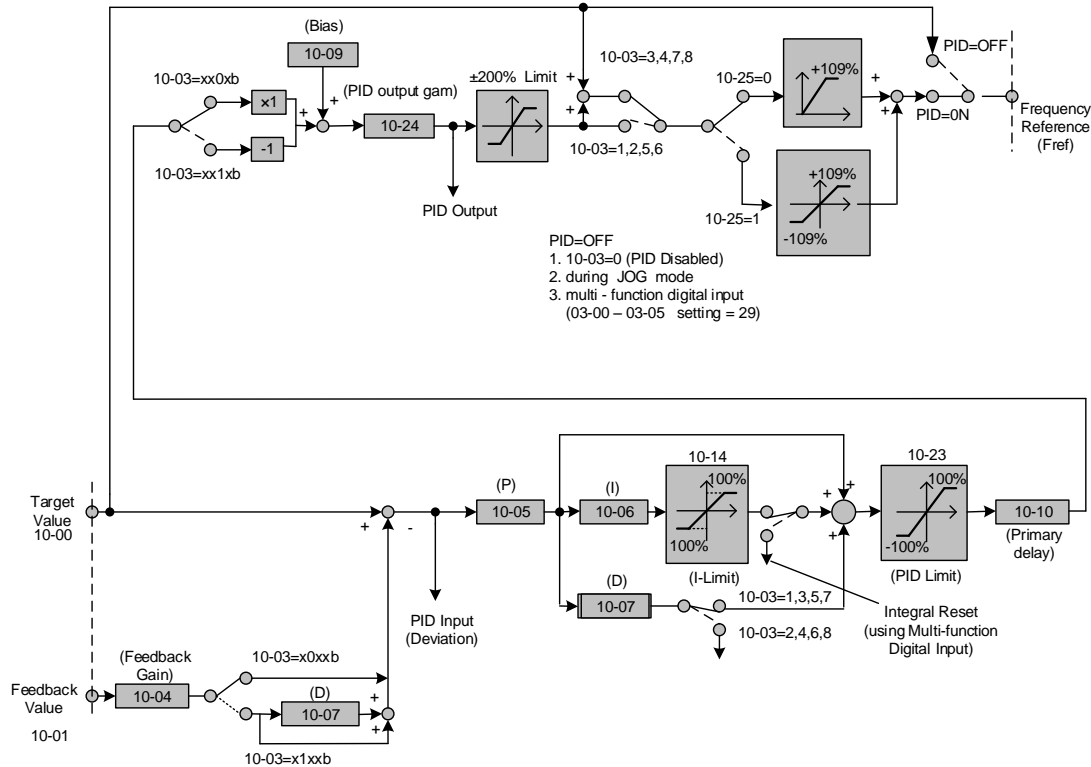 (Bias)
10-09
10-03=xx0xb
×1
-1
10-03=xx1xb
+
+
(PID output gam)
10-24
PID Output
±200% Limit
+
+
10-03=3,4,7,8
10-03=1,2,5,6
10-25=0
10-25=1
+109%
+109%
-109%
+
+
PID=OFF
PID=0N
Frequency
Reference
(Fref)
PID=OFF
1. 10-03=0 (PID Disabled)
2. during JOG mode
3. multi - function digital input
(03-00 – 03-05 setting = 29)
Target
Value
10-00
+
-
PID Input
(Deviation)
(P)
10-05
(I)
10-06
10-14
100%
100%
(I-Limit)
(D)
10-07
10-03=1,3,5,7
10-03=2,4,6,8
+
+
+
Integral Reset
(using Multi-function
Digital Input)
10-23
100%
-100%
(PID Limit)
10-10
(Primary
delay)
Feedback
Value
10-01
(Feedback
Gain)
10-04
10-03=x0xxb
(D)
10-07
+
+
10-03=x1xxb